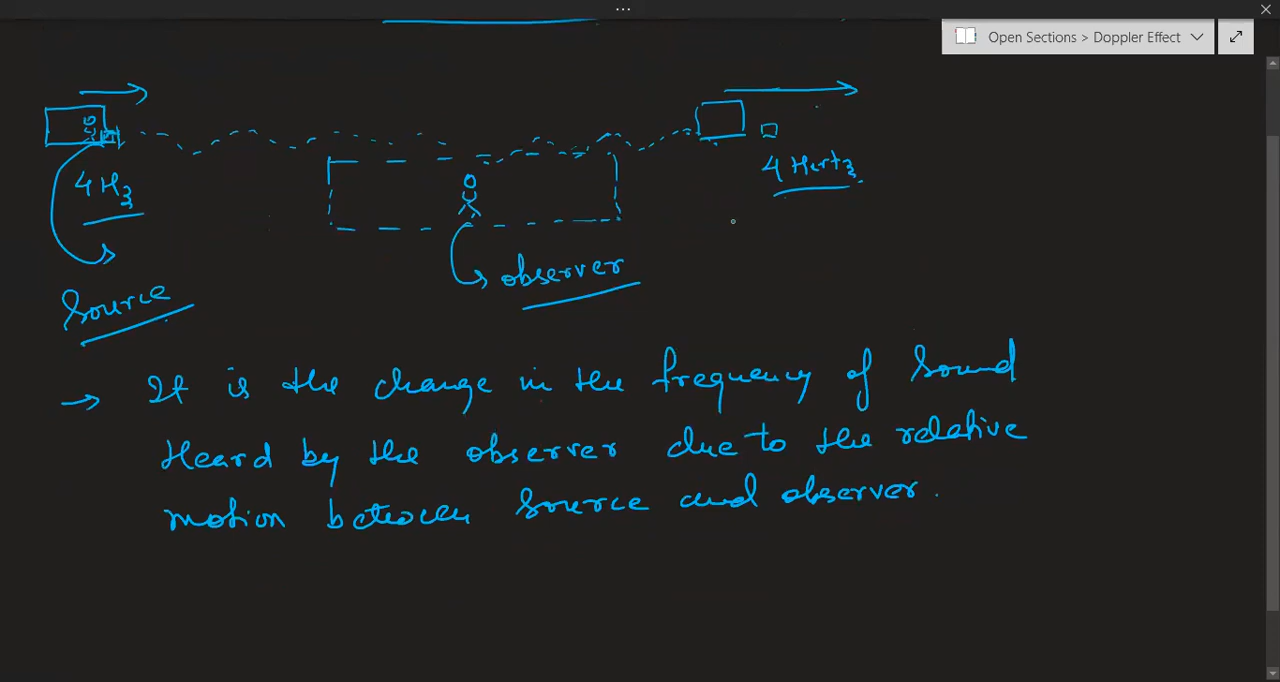 Open Sections > Doppler Effect
4 Hz
4 Hertz
observer
Source
→ It is the change in the frequency of sound
Heard by the observer due to the relative
motion between source and observer.